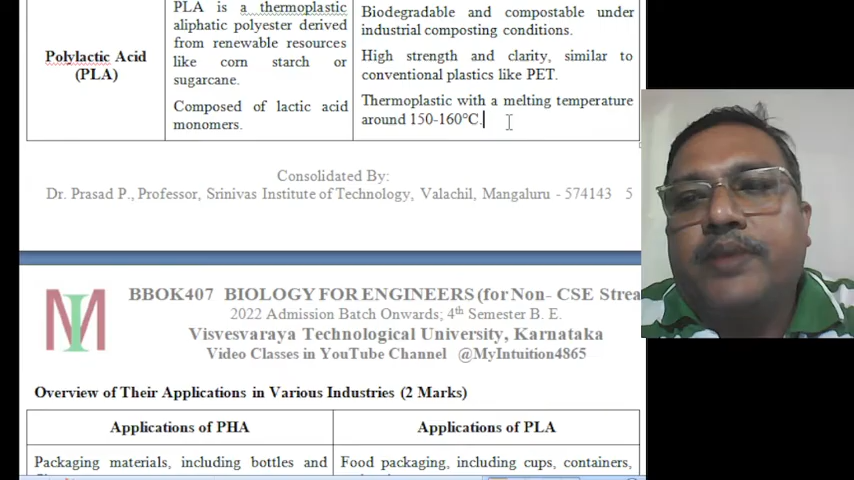 PLA is a thermoplastic
aliphatic polyester derived
from renewable resources
like corn starch or
sugarcane.
Composed of lactic acid
monomers.
Polylactic Acid
(PLA)
Biodegradable and compostable under
industrial composting conditions.
High strength and clarity, similar to
conventional plastics like PET.
Thermoplastic with a melting temperature
around 150-160°C.
Consolidated By:
Dr. Prasad P., Professor, Srinivas Institute of Technology, Valachil, Mangaluru - 574143 5
MI
BBOK407 BIOLOGY FOR ENGINEERS (for Non- CSE Strea
2022 Admission Batch Onwards; 4th Semester B. E.
Visvesvaraya Technological University, Karnataka
Video Classes in YouTube Channel @MyIntuition4865
Overview of Their Applications in Various Industries (2 Marks)
Applications of PHA
Applications of PLA
Packaging materials, including bottles and
Food packaging, including cups, containers,